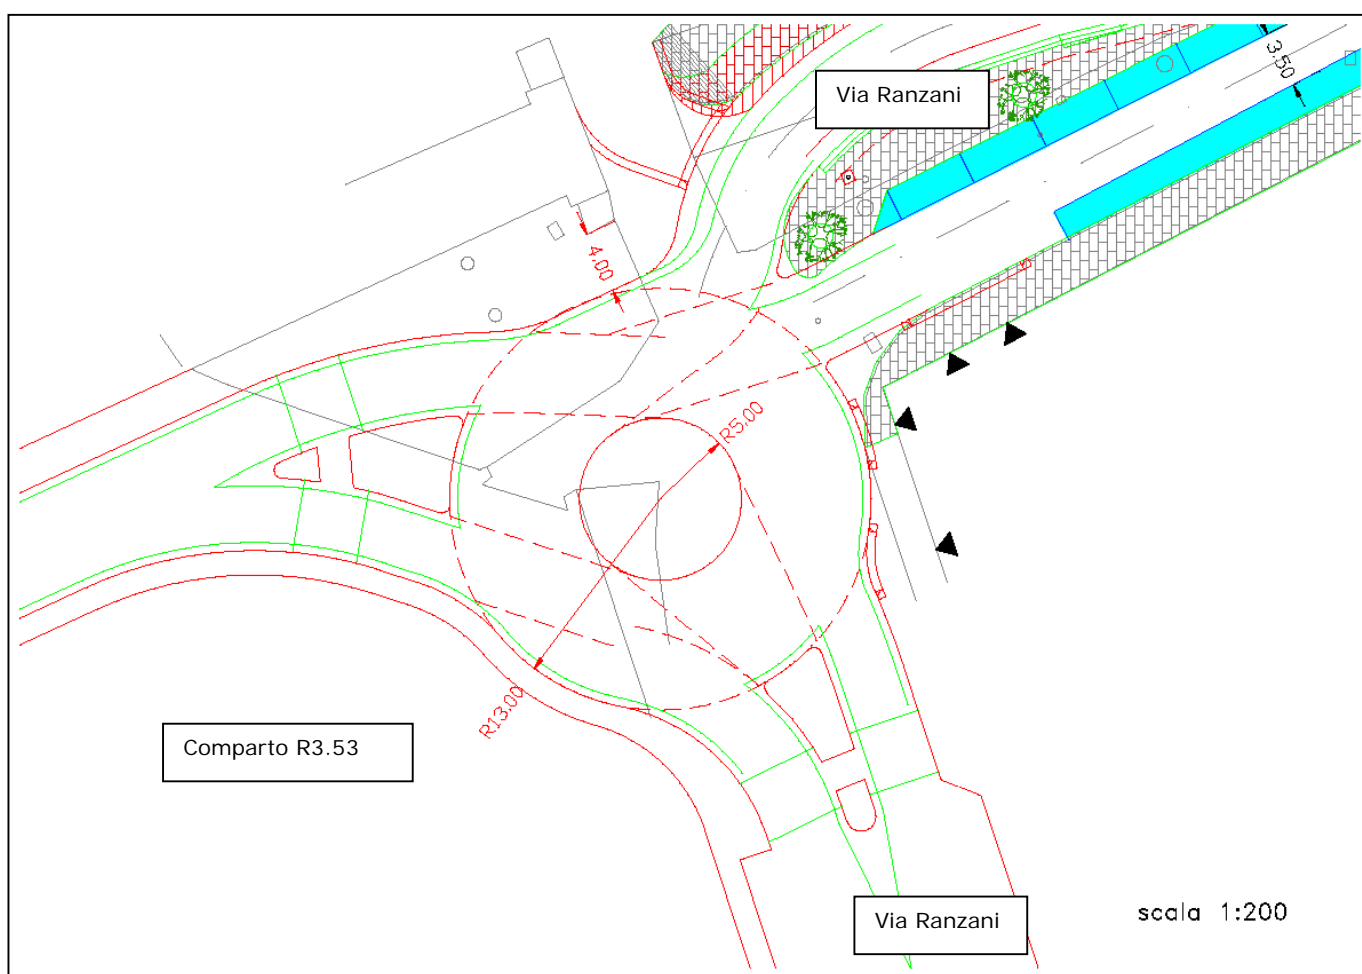 3.50
Via Ranzani
4.00
R5.00
R13.00
Comparto R3.53
Via Ranzani
scala 1:200